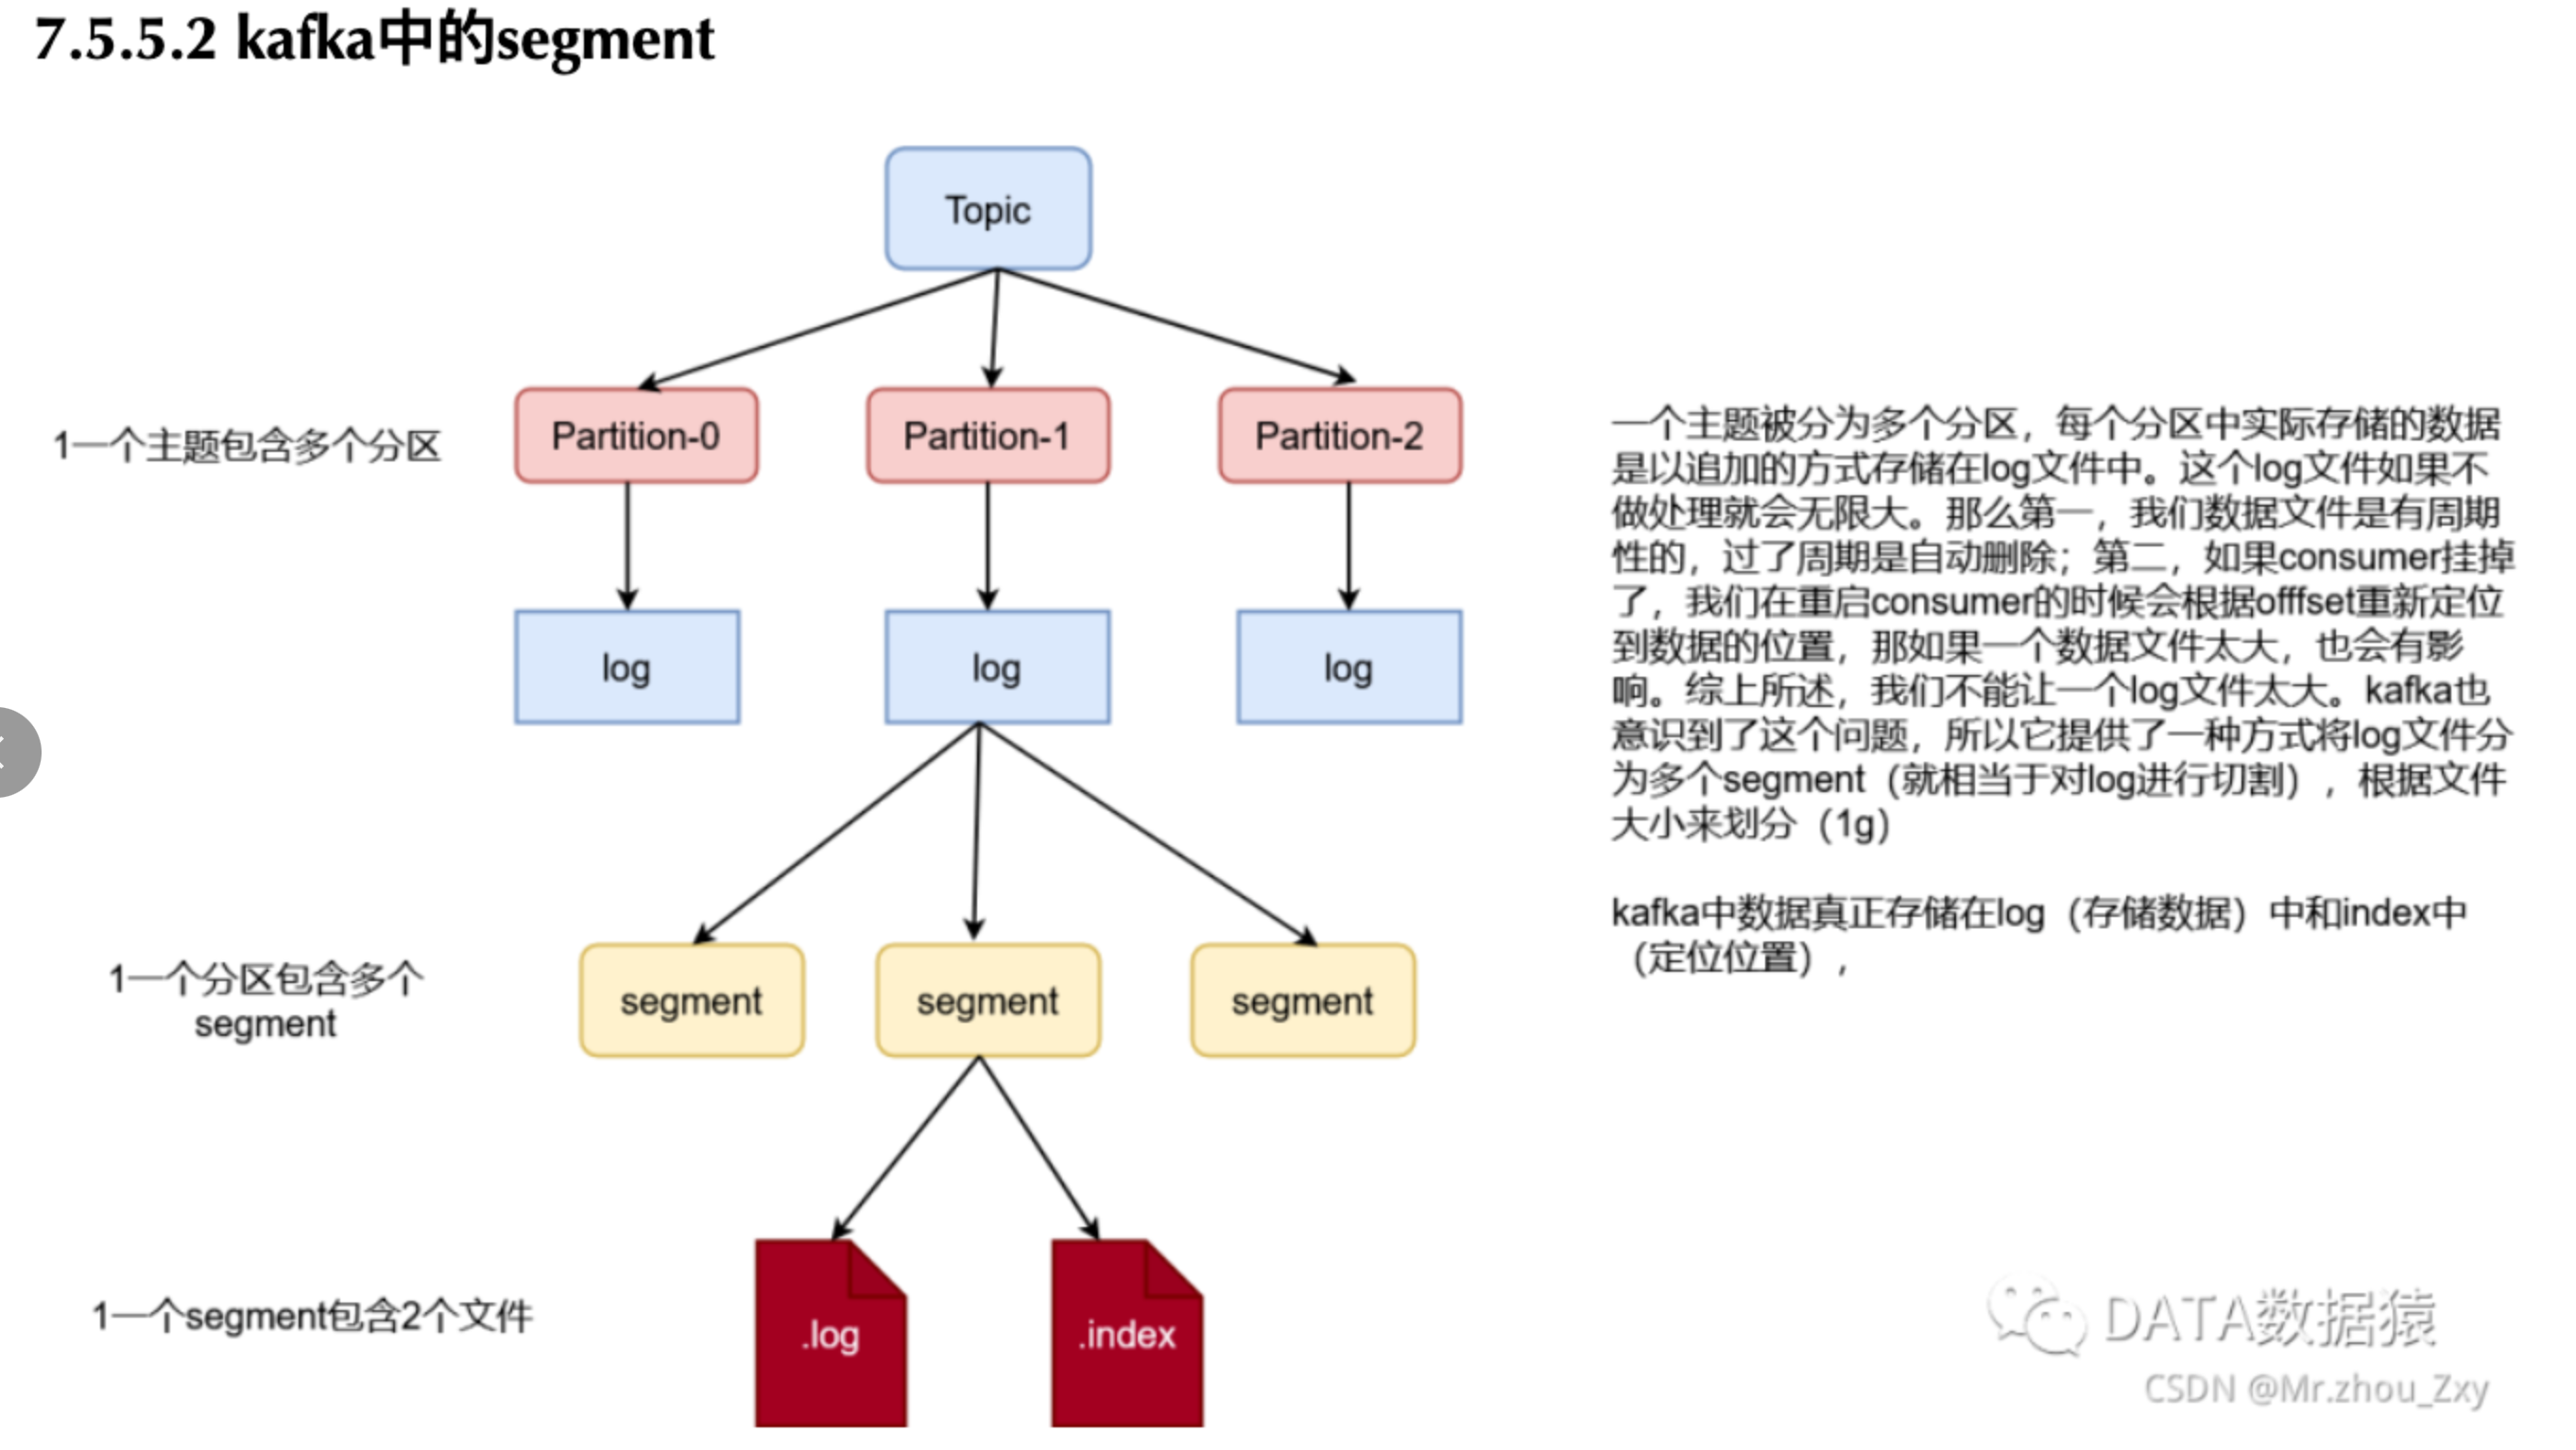 7.5.5.2 kafka中的segment
Topic
1一个主题包含多个分区
Partition-0
Partition-1
Partition-2
log
log
log
1一个分区包含多个
segment
segment
segment
segment
1一个segment包含2个文件
.log
.index
一个主题被分为多个分区，每个分区中实际存储的数据
是以追加的方式存储在log文件中。这个log文件如果不
做处理就会无限大。那么第一，我们数据文件是有周期
性的，过了周期是自动删除；第二，如果consumer挂掉
了，我们在重启consumer的时候会根据offfset重新定位
到数据的位置，那如果一个数据文件太大，也会有影
响。综上所述，我们不能让一个log文件太大。kafka也
意识到了这个问题，所以它提供了一种方式将log文件分
为多个segment（就相当于对log进行切割），根据文件
大小来划分（1g）
kafka中数据真正存储在log（存储数据）中和index中
（定位位置），
DATA数据猿
CSDN @Mr.zhou_Zxy